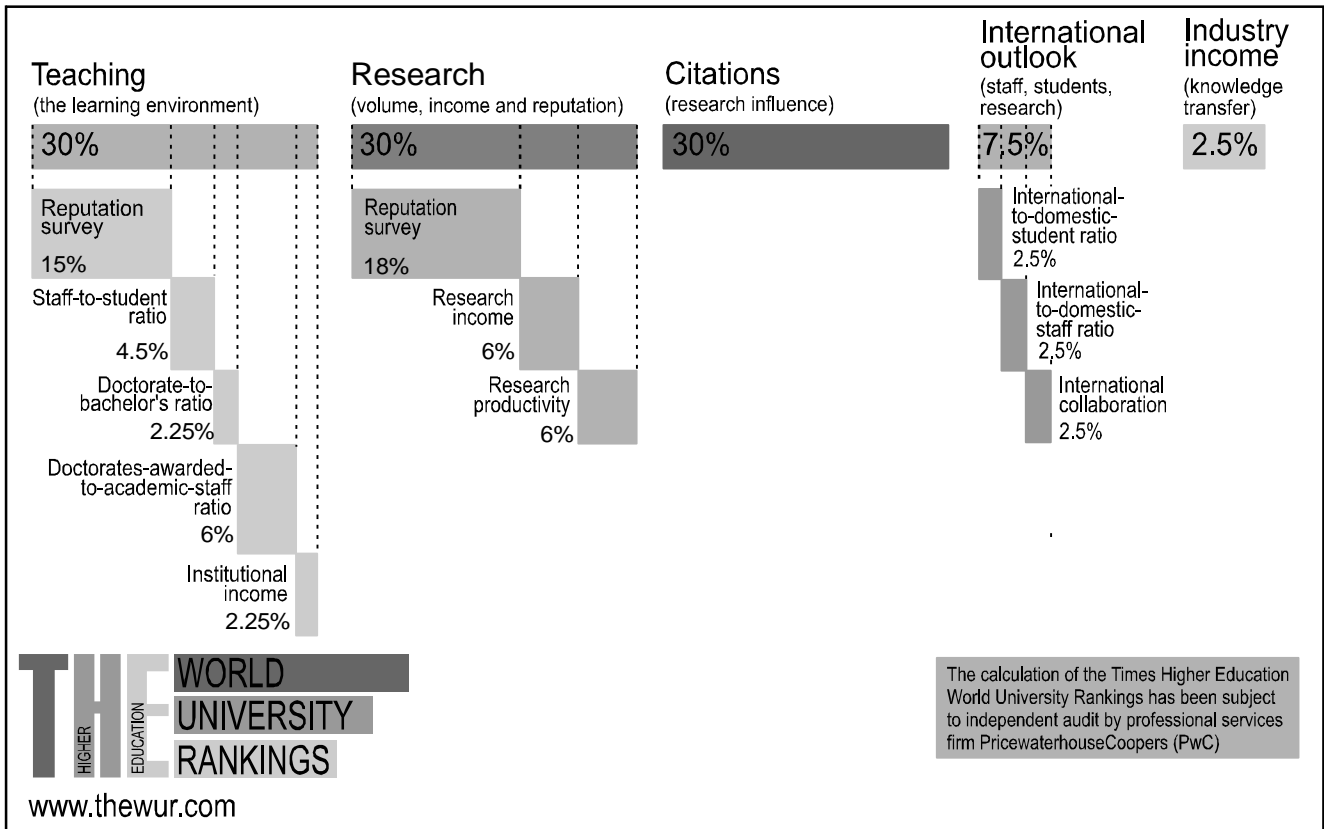 Teaching
(the learning environment)
30%
Reputation
survey
15%
Staff-to-student
ratio
4.5%
Doctorate-to-
bachelor's ratio
2.25%
Doctorates-awarded-
to-academic-staff
ratio
6%
Institutional
income
2.25%
Research
(volume, income and reputation)
30%
Reputation
survey
18%
Research
income
6%
Research
productivity
6%
Citations
(research influence)
30%
International
outlook
(staff, students,
research)
7.5%
International-
to-domestic-
student ratio
2.5%
International-
to-domestic-
staff ratio
2,5%
International
collaboration
2.5%
Industry
income
(knowledge
transfer)
2.5%
THE
HIGHER
EDUCATION
WORLD
UNIVERSITY
RANKINGS
www.thewur.com
The calculation of the Times Higher Education
World University Rankings has been subject
to independent audit by professional services
firm PricewaterhouseCoopers (PwC)